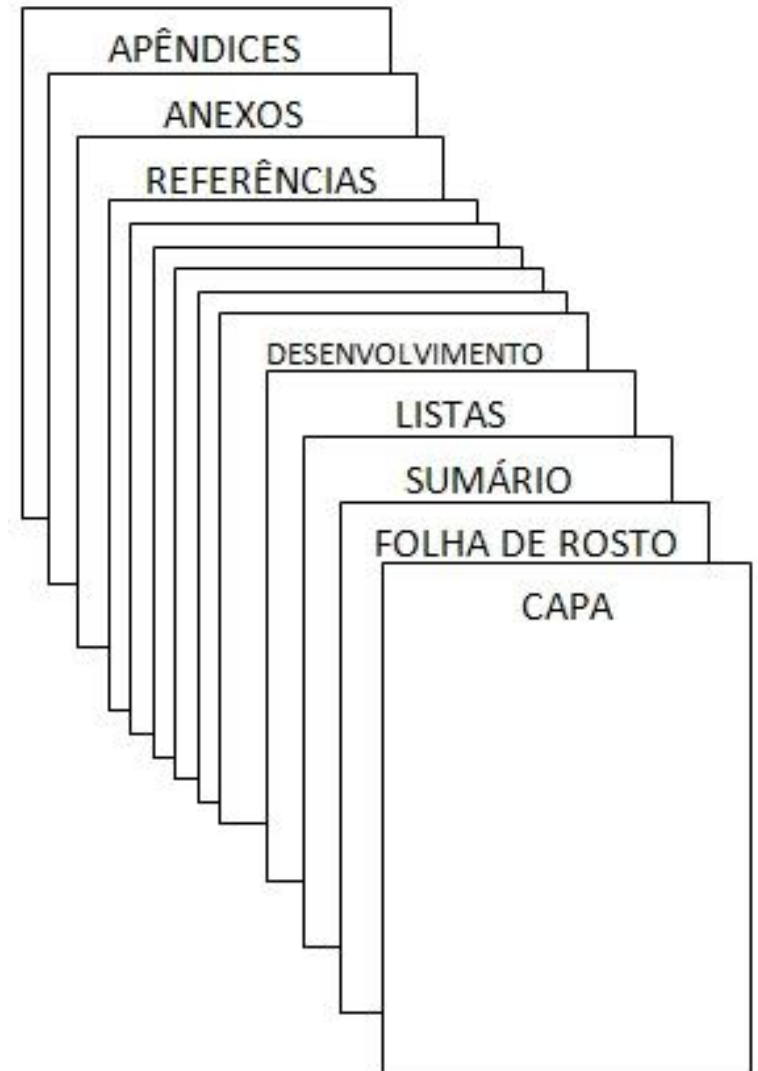 APÊNDICES
ANEXOS
REFERÊNCIAS
DESENVOLVIMENTO
LISTAS
SUMÁRIO
FOLHA DE ROSTO
CAPA